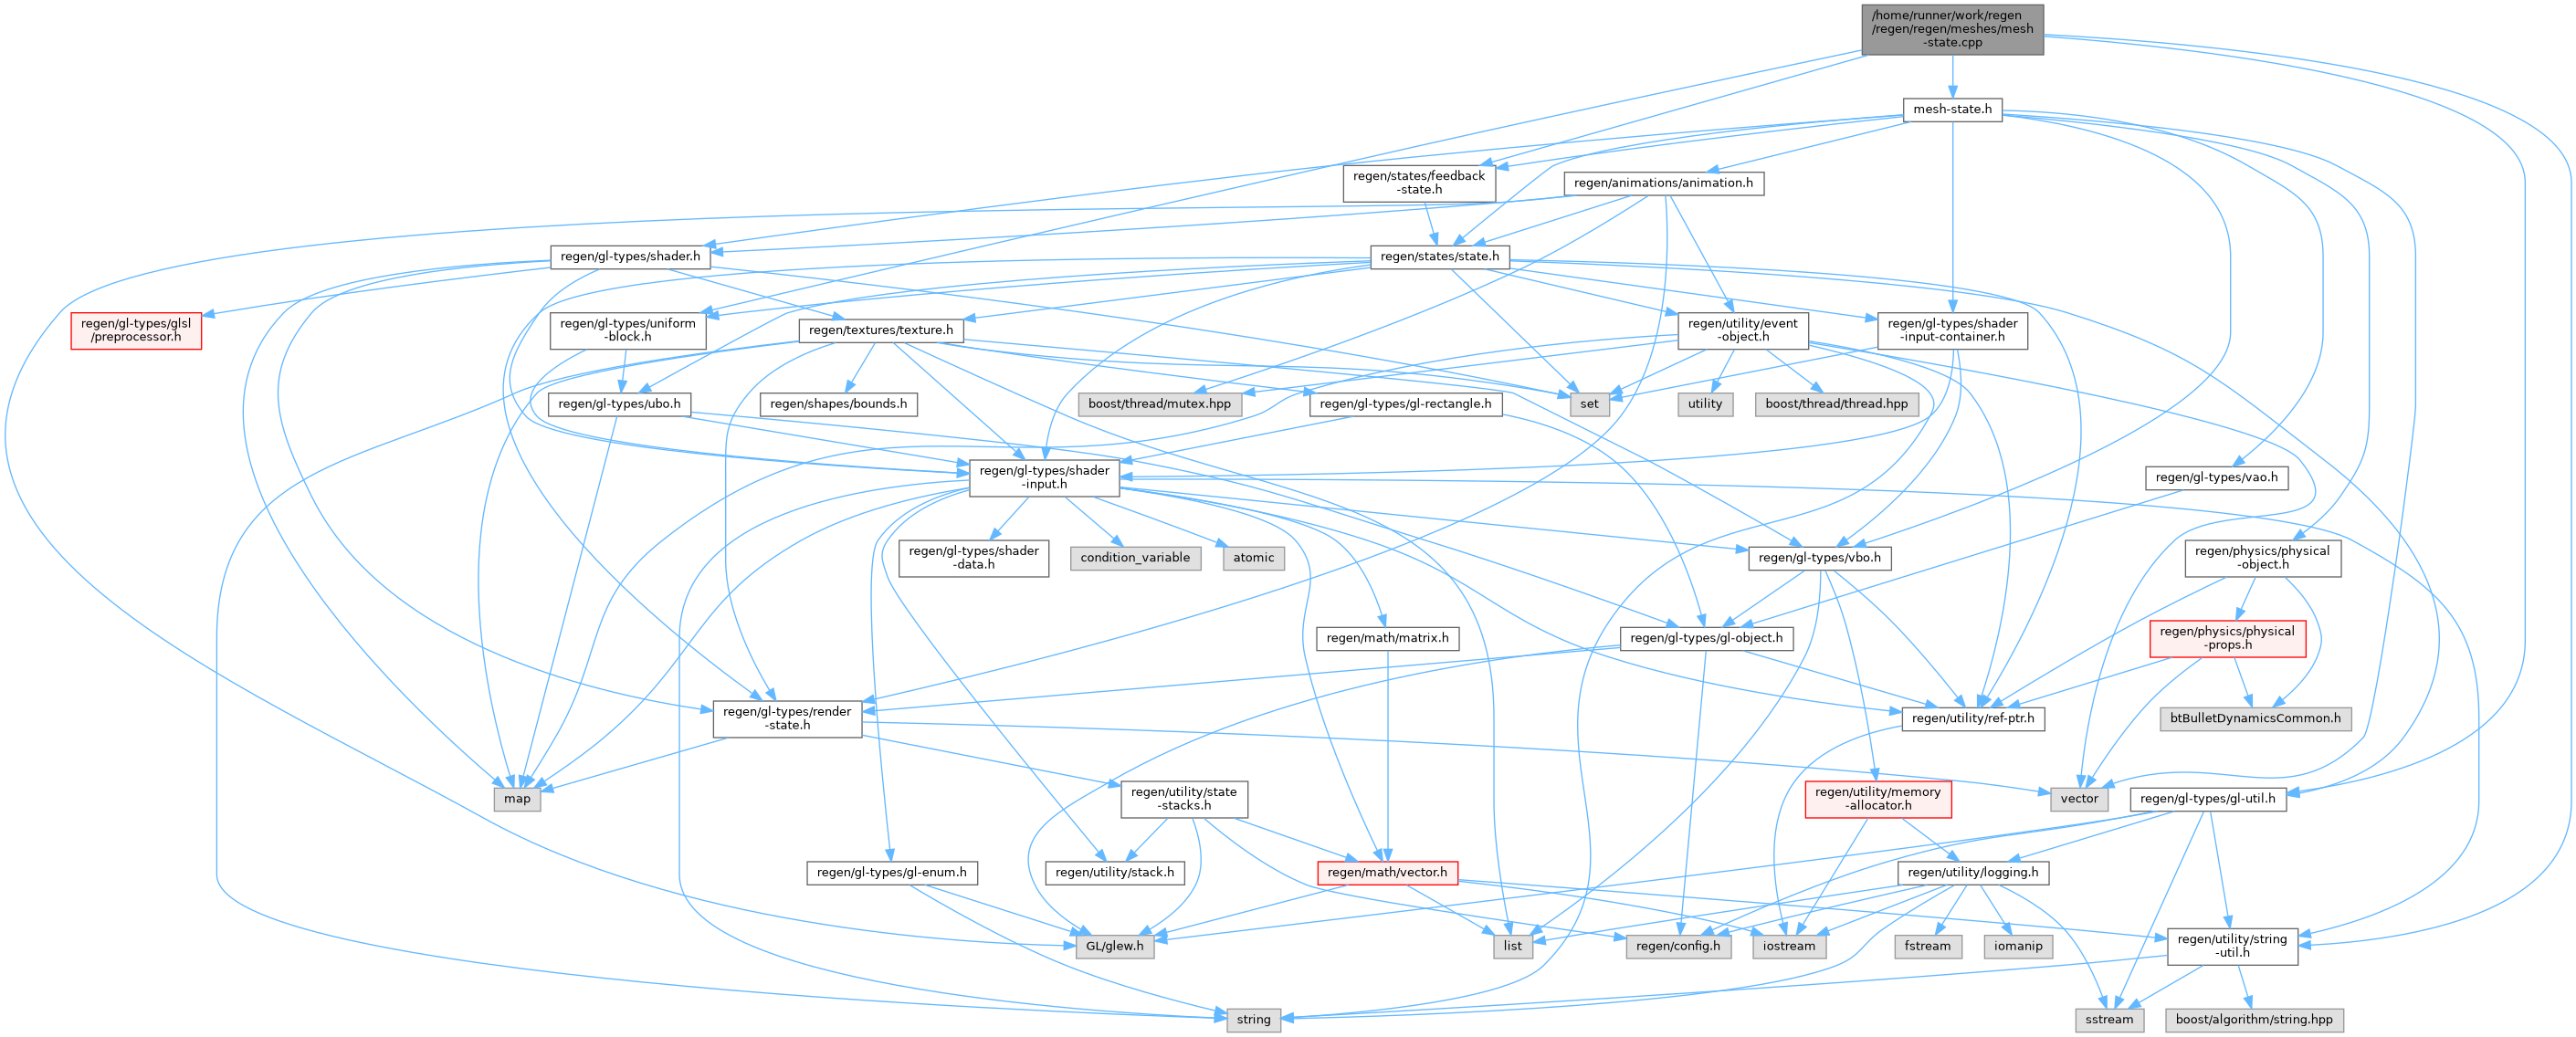 /home/runner/work/regen
/regen/regen/meshes/mesh
-state.cpp
mesh-state.h
regen/states/feedback
-state.h
regen/animations/animation.h
regen/gl-types/shader.h
regen/states/state.h
regen/gl-types/glsl
/preprocessor.h
regen/gl-types/uniform
-block.h
regen/textures/texture.h
regen/utility/event
-object.h
regen/gl-types/shader
-input-container.h
regen/gl-types/ubo.h
regen/shapes/bounds.h
boost/thread/mutex.hpp
regen/gl-types/gl-rectangle.h
set
utility
boost/thread/thread.hpp
regen/gl-types/shader
-input.h
regen/gl-types/vao.h
regen/gl-types/shader
-data.h
condition_variable
atomic
regen/gl-types/vbo.h
regen/physics/physical
-object.h
regen/math/matrix.h
regen/gl-types/gl-object.h
regen/physics/physical
-props.h
regen/gl-types/render
-state.h
regen/utility/ref-ptr.h
btBulletDynamicsCommon.h
map
regen/utility/state
-stacks.h
regen/utility/memory
-allocator.h
vector
regen/gl-types/gl-util.h
regen/gl-types/gl-enum.h
regen/utility/stack.h
regen/math/vector.h
regen/utility/logging.h
GL/glew.h
list
regen/config.h
iostream
fstream
iomanip
regen/utility/string
-util.h
string
sstream
boost/algorithm/string.hpp